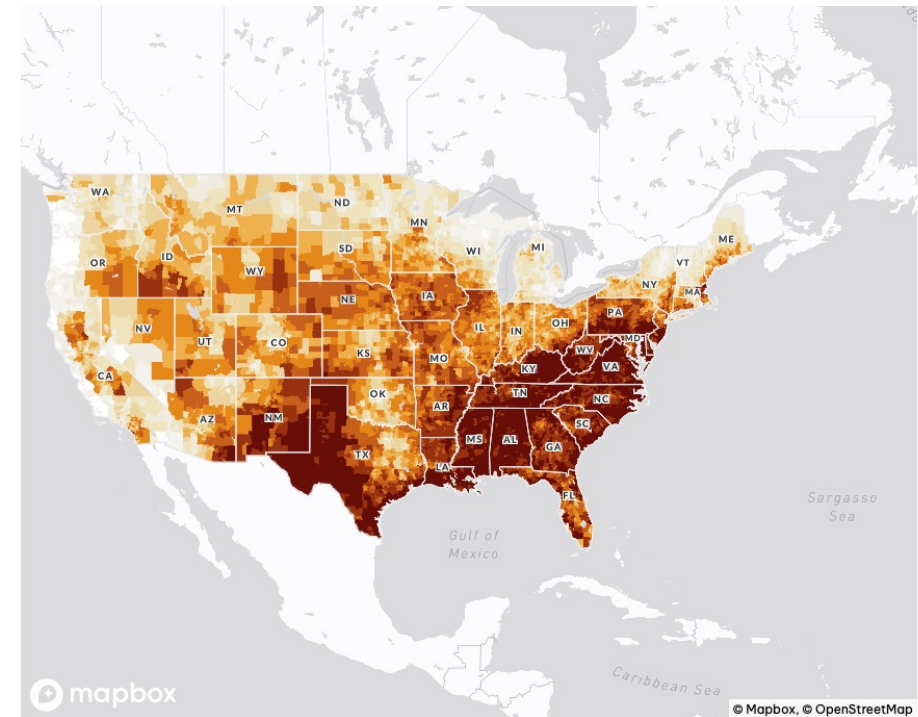 WA
MT
ND
MN
ME
OR
ID
SD
WI
MI
VT
WY
NY
MA
NE
IA
PA
NV
UT
CO
IL
IN
OH
MD
KS
MO
WV
VA
KY
CA
OK
TN
NC
AZ
NM
AR
SC
MS
AL
GA
TX
LA
FL
Sargasso
Sea
Gulf of
Mexico
Caribbean Sea
mapbox
© Mapbox, © OpenStreetMap